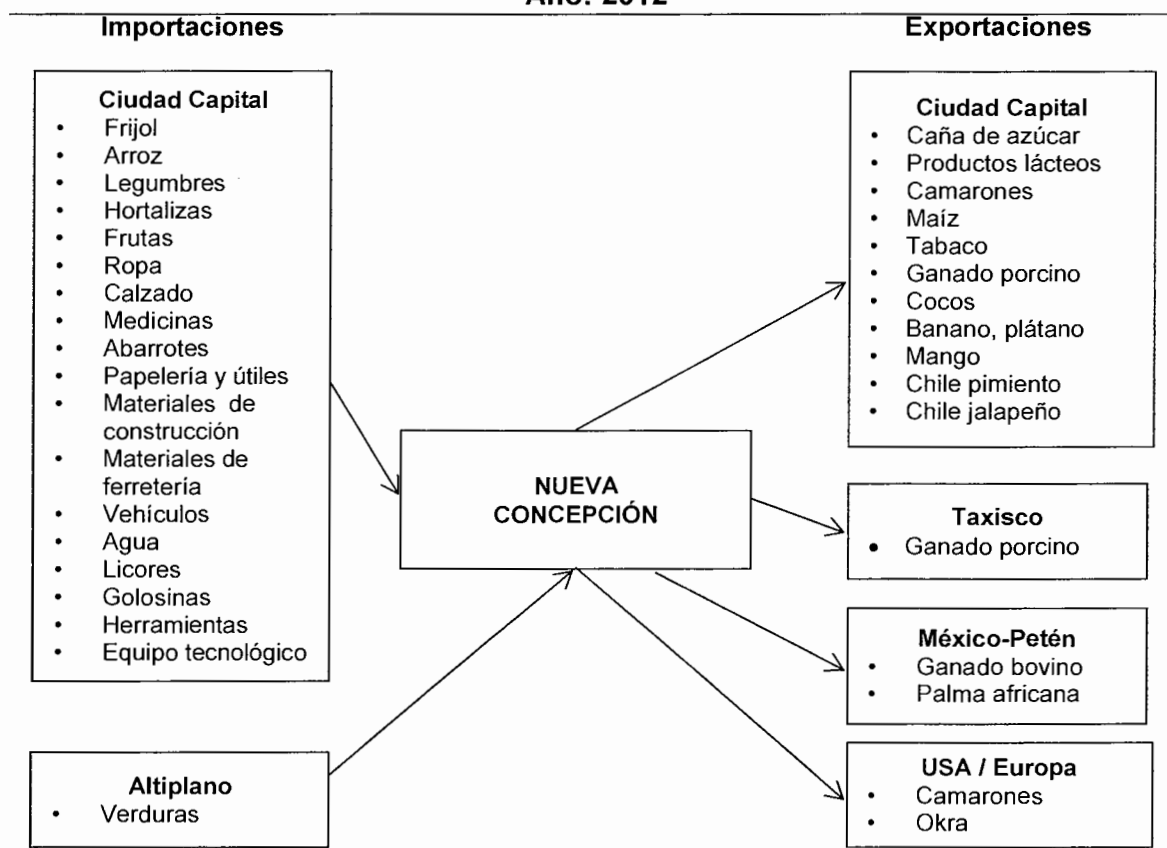 Año: 2012
Importaciones
Exportaciones
Ciudad Capital
• Frijol
• Arroz
• Legumbres
• Hortalizas
• Frutas
• Ropa
• Calzado
• Medicinas
• Abarrotes
• Papelería y útiles
• Materiales de
construcción
• Materiales de
ferretería
• Vehículos
• Agua
• Licores
• Golosinas
• Herramientas
• Equipo tecnológico
Altiplano
• Verduras
NUEVA
CONCEPCIÓN
Ciudad Capital
• Caña de azúcar
• Productos lácteos
• Camarones
• Maíz
• Tabaco
• Ganado porcino
• Cocos
• Banano, plátano
• Mango
• Chile pimiento
• Chile jalapeño
Taxisco
• Ganado porcino
México-Petén
• Ganado bovino
• Palma africana
USA / Europa
• Camarones
• Okra